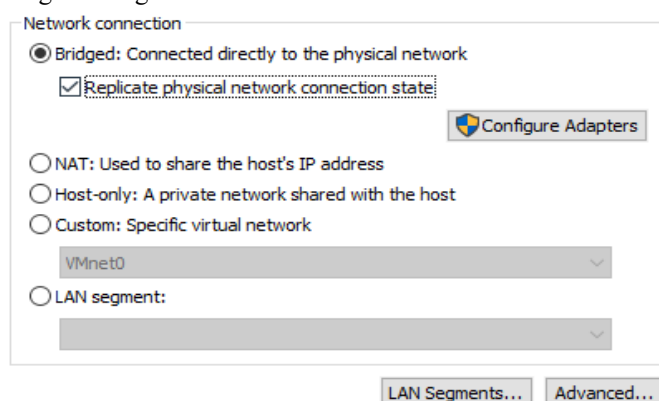 Network connection
Bridged: Connected directly to the physical network
Replicate physical network connection state
Configure Adapters
NAT: Used to share the host's IP address
Host-only: A private network shared with the host
Custom: Specific virtual network
VMnet0
LAN segment:
LAN Segments... Advanced...